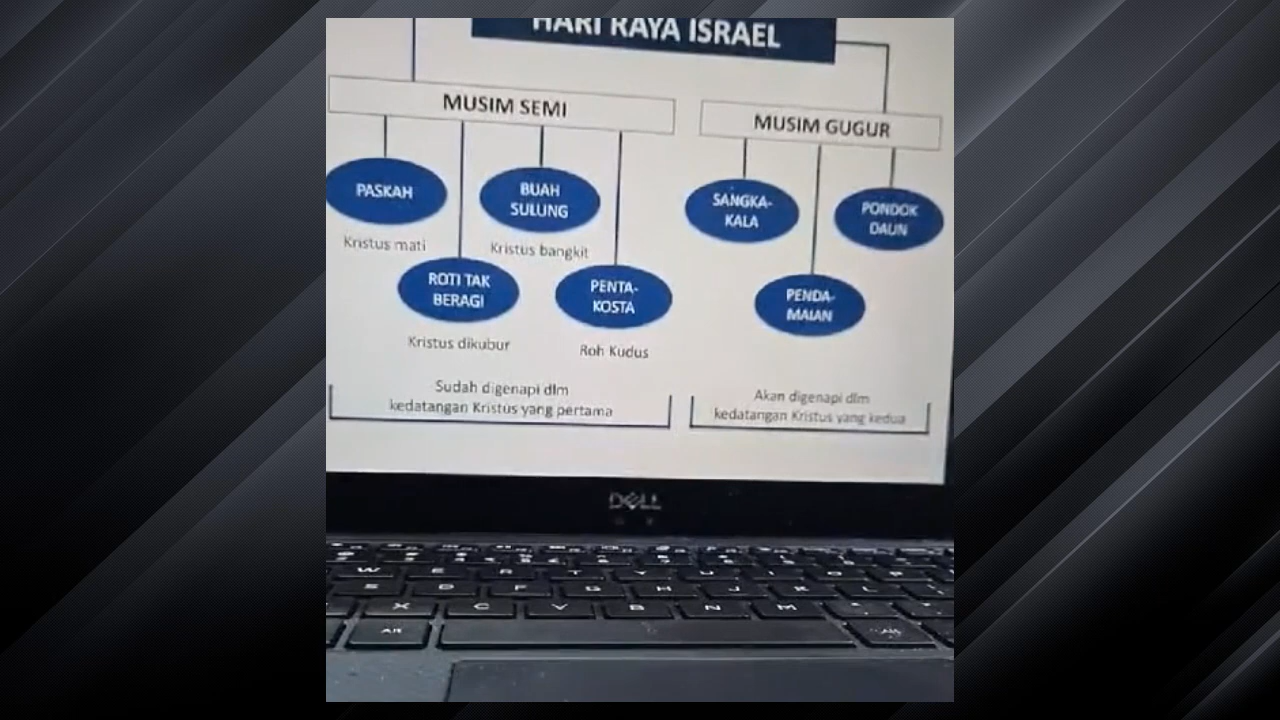 HARI RAYA ISRAEL
MUSIM SEMI
MUSIM GUGUR
PASKAH
Kristus mati
BUAH
SULUNG
Kristus bangkit
ROTI TAK
BERAGI
Kristus dikubur
PENTA-
KOSTA
Roh Kudus
SANGKA-
KALA
PONDOK
DAUN
PENDA-
MAIAN
Sudah digenapi dlm
kedatangan Kristus yang pertama
Akan digenapi dlm
kedatangan Kristus yang kedua
DELL
W E R T Y U I O P
S D F G H J K L
X C V B N M
Alt